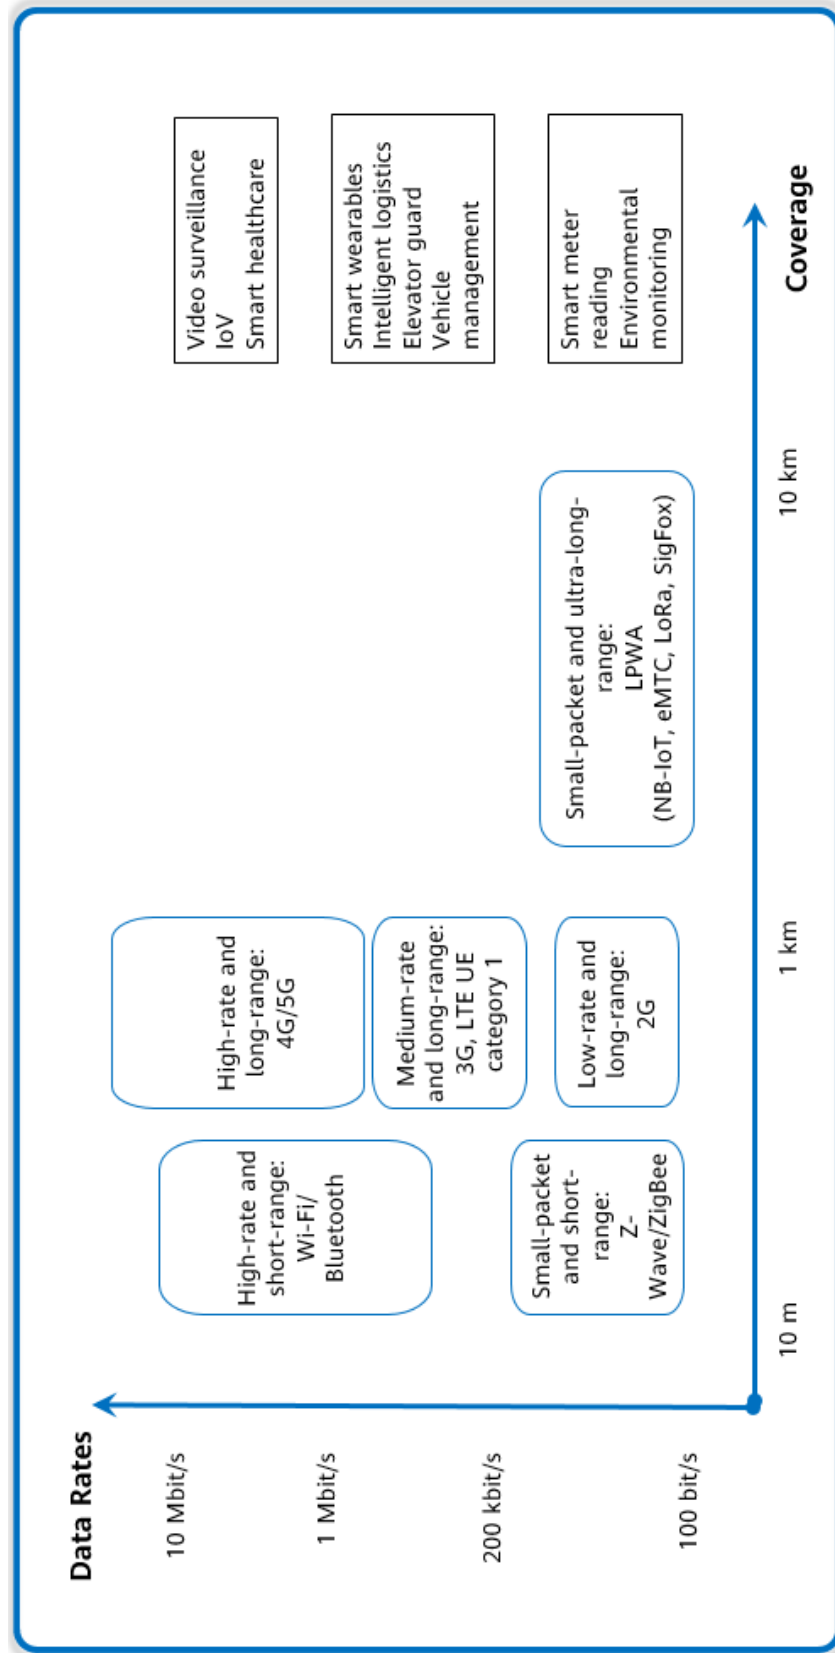 Data Rates
10 Mbit/s
1 Mbit/s
200 kbit/s
100 bit/s
High-rate and
short-range:
Wi-Fi/
Bluetooth
Small-packet
and short-
range:
Z-
Wave/ZigBee
High-rate and
long-range:
4G/5G
Medium-rate
and long-range:
3G, LTE UE
category 1
Low-rate and
long-range:
2G
Small-packet and ultra-long-
range:
LPWA
(NB-IoT, eMTC, LoRa, SigFox)
Video surveillance
IoV
Smart healthcare
Smart wearables
Intelligent logistics
Elevator guard
Vehicle
management
Smart meter
reading
Environmental
monitoring
10 m
1 km
10 km
Coverage